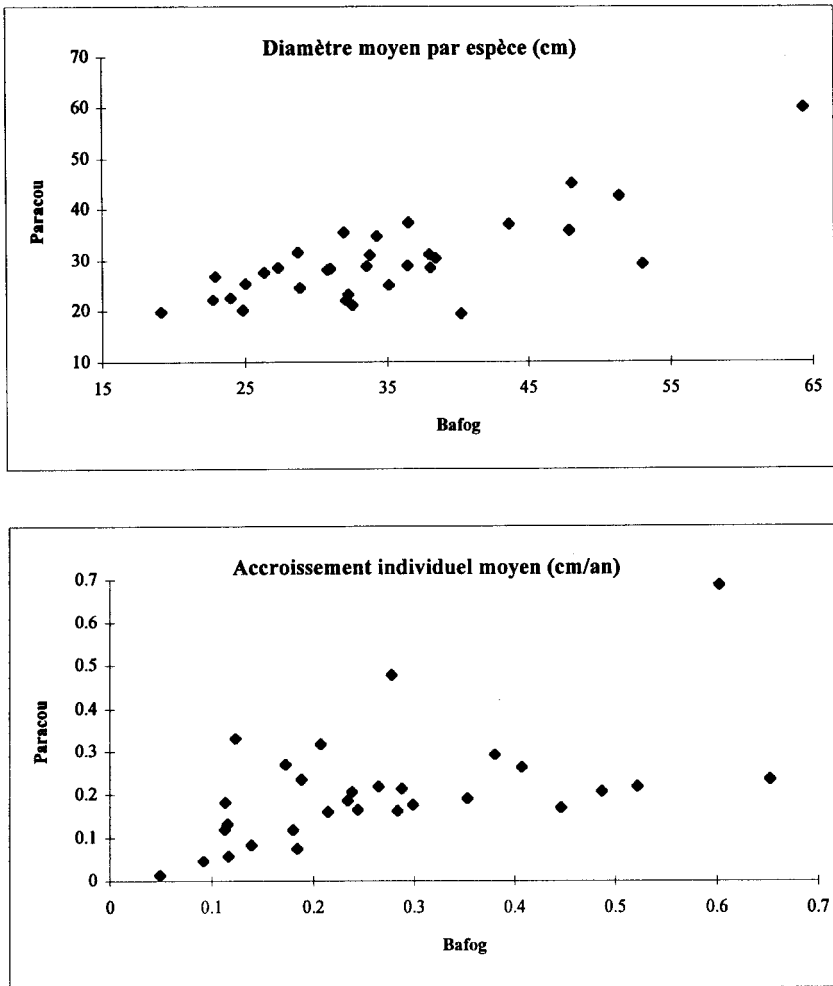 Diamètre moyen par espèce (cm)
70
60
50
40
30
20
10
Paracou
15 25 35 45 55 65
Bafog
Accroissement individuel moyen (cm/an)
0.7
0.6
0.5
0.4
0.3
0.2
0.1
0
Paracou
0 0.1 0.2 0.3 0.4 0.5 0.6 0.7
Bafog